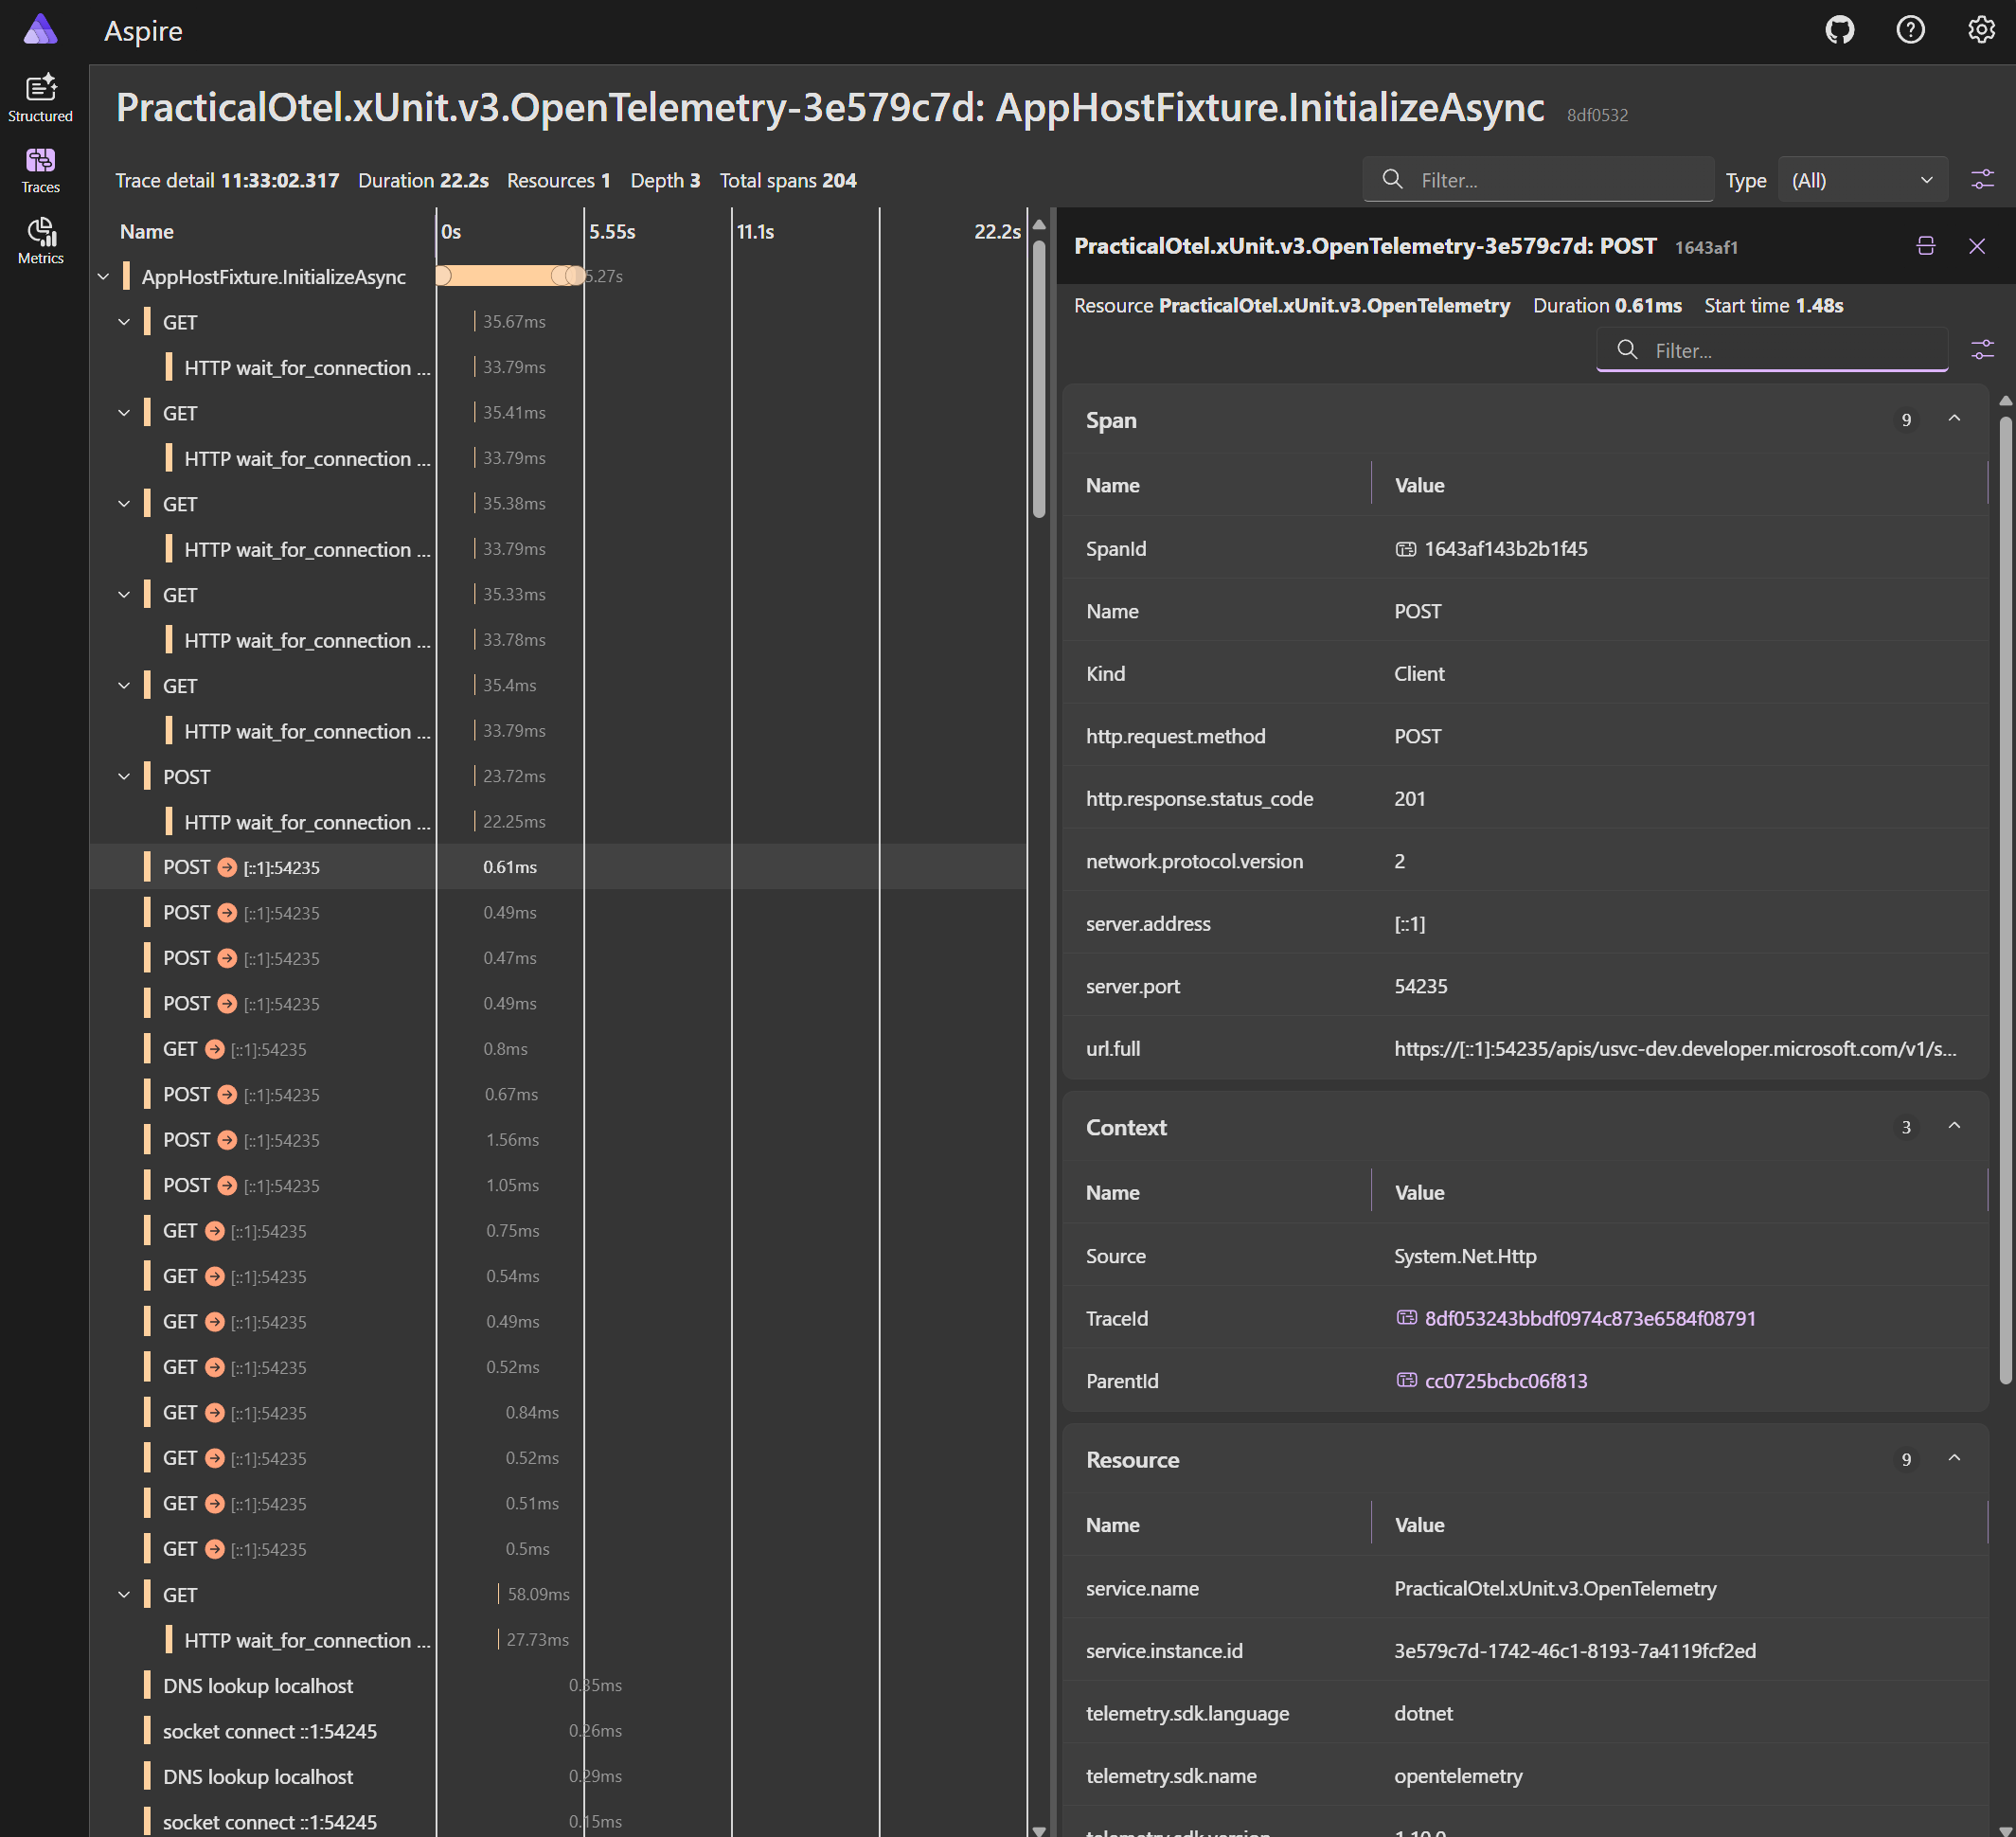 Aspire
Structured
Traces
Metrics
PracticalOtel.xUnit.v3.OpenTelemetry-3e579c7d: AppHostFixture.InitializeAsync 8df0532
Trace detail 11:33:02.317 Duration 22.2s Resources 1 Depth 3 Total spans 204
Filter...
Type (All)
Name 0s 5.55s 11.1s 22.2s
AppHostFixture.InitializeAsync 5.27s
GET 35.67ms
HTTP wait_for_connection ... 33.79ms
GET 35.41ms
HTTP wait_for_connection ... 33.79ms
GET 35.38ms
HTTP wait_for_connection ... 33.79ms
GET 35.33ms
HTTP wait_for_connection ... 33.78ms
GET 35.4ms
HTTP wait_for_connection ... 33.79ms
POST 23.72ms
HTTP wait_for_connection ... 22.25ms
POST [::1]:54235 0.61ms
POST [::1]:54235 0.49ms
POST [::1]:54235 0.47ms
POST [::1]:54235 0.49ms
GET [::1]:54235 0.8ms
POST [::1]:54235 0.67ms
POST [::1]:54235 1.56ms
POST [::1]:54235 1.05ms
GET [::1]:54235 0.75ms
GET [::1]:54235 0.54ms
GET [::1]:54235 0.49ms
GET [::1]:54235 0.52ms
GET [::1]:54235 0.84ms
GET [::1]:54235 0.52ms
GET [::1]:54235 0.51ms
GET [::1]:54235 0.5ms
GET 58.09ms
HTTP wait_for_connection ... 27.73ms
DNS lookup localhost 0.35ms
socket connect ::1:54245 0.26ms
DNS lookup localhost 0.29ms
socket connect ::1:54245 0.15ms
PracticalOtel.xUnit.v3.OpenTelemetry-3e579c7d: POST 1643af1
Resource PracticalOtel.xUnit.v3.OpenTelemetry Duration 0.61ms Start time 1.48s
Filter...
Span 9
Name Value
SpanId 1643af143b2b1f45
Name POST
Kind Client
http.request.method POST
http.response.status_code 201
network.protocol.version 2
server.address [::1]
server.port 54235
url.full https://[::1]:54235/apis/usvc-dev.developer.microsoft.com/v1/s...
Context 3
Name Value
Source System.Net.Http
TraceId 8df053243bbdf0974c873e6584f08791
ParentId cc0725bcbc06f813
Resource 9
Name Value
service.name PracticalOtel.xUnit.v3.OpenTelemetry
service.instance.id 3e579c7d-1742-46c1-8193-7a4119fcf2ed
telemetry.sdk.language dotnet
telemetry.sdk.name opentelemetry